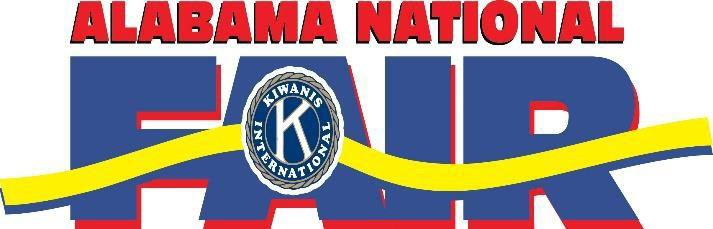 ALABAMA NATIONAL
FAIR
KIWANIS
K
INTERNATIONAL